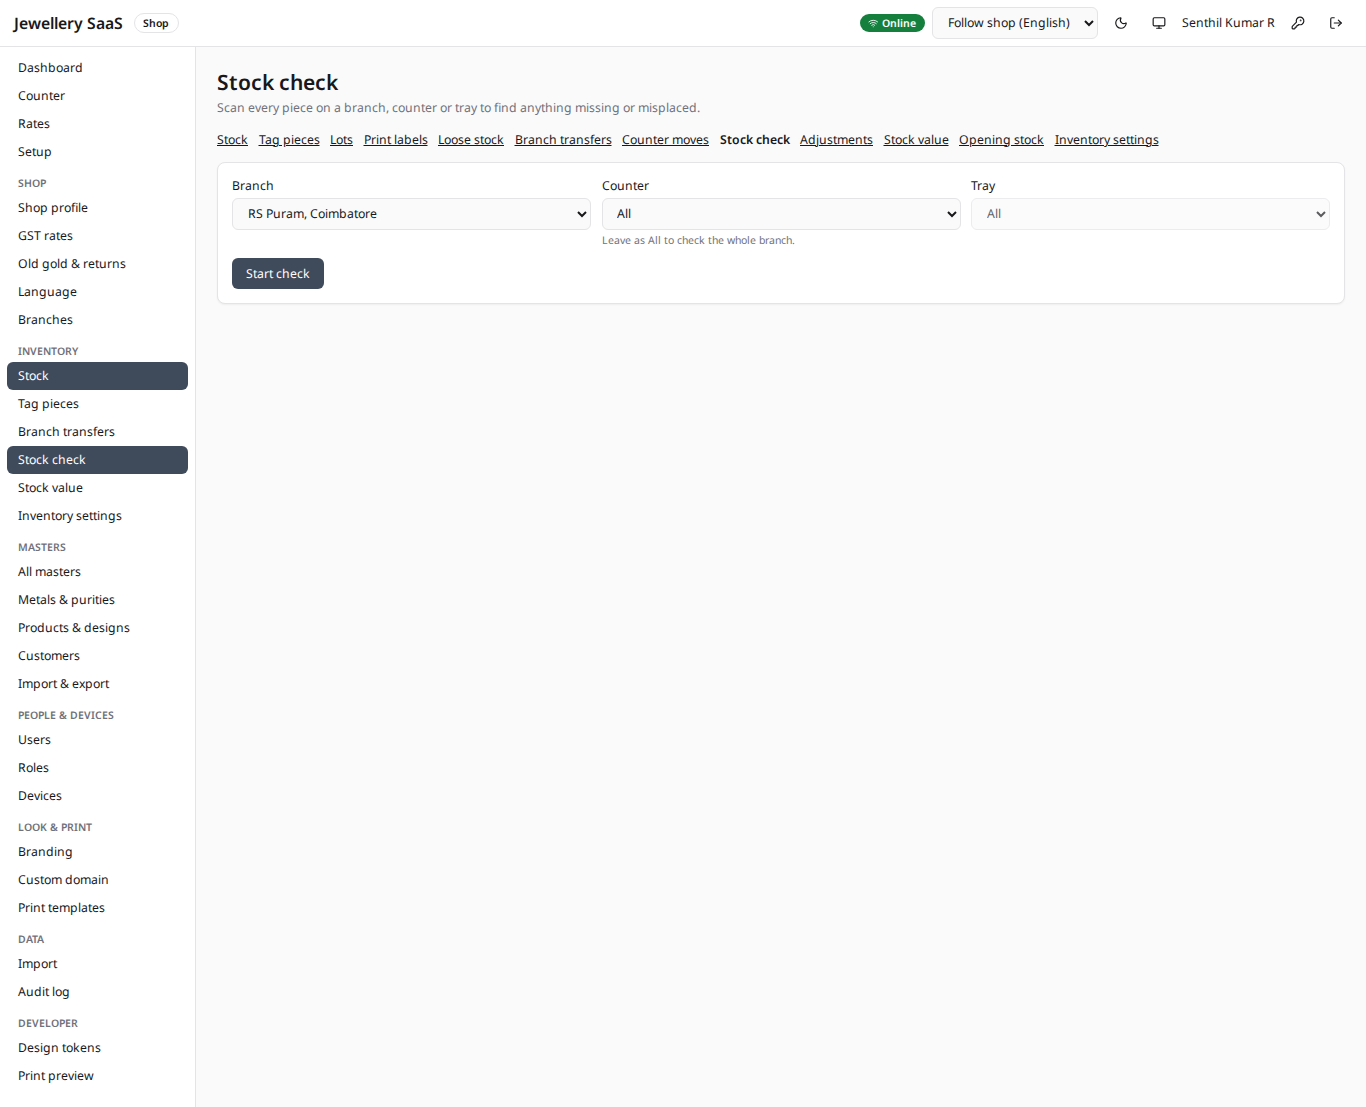 Jewellery SaaS Shop Online Follow shop (English) Senthil Kumar R
Dashboard
Counter
Rates
Setup
SHOP
Shop profile
GST rates
Old gold & returns
Language
Branches
INVENTORY
Stock
Tag pieces
Branch transfers
Stock check
Stock value
Inventory settings
MASTERS
All masters
Metals & purities
Products & designs
Customers
Import & export
PEOPLE & DEVICES
Users
Roles
Devices
LOOK & PRINT
Branding
Custom domain
Print templates
DATA
Import
Audit log
DEVELOPER
Design tokens
Print preview
Stock check
Scan every piece on a branch, counter or tray to find anything missing or misplaced.
Stock Tag pieces Lots Print labels Loose stock Branch transfers Counter moves Stock check Adjustments Stock value Opening stock Inventory settings
Branch Counter Tray
RS Puram, Coimbatore All All
Leave as All to check the whole branch.
Start check